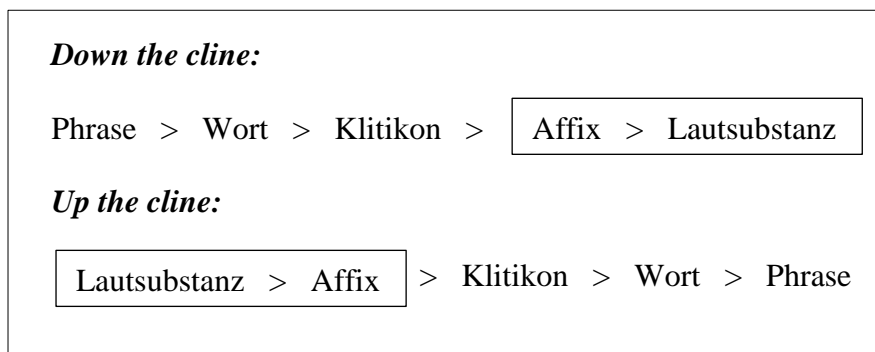 Down the cline:
Phrase > Wort > Klitikon > Affix > Lautsubstanz
Up the cline:
Lautsubstanz > Affix > Klitikon > Wort > Phrase